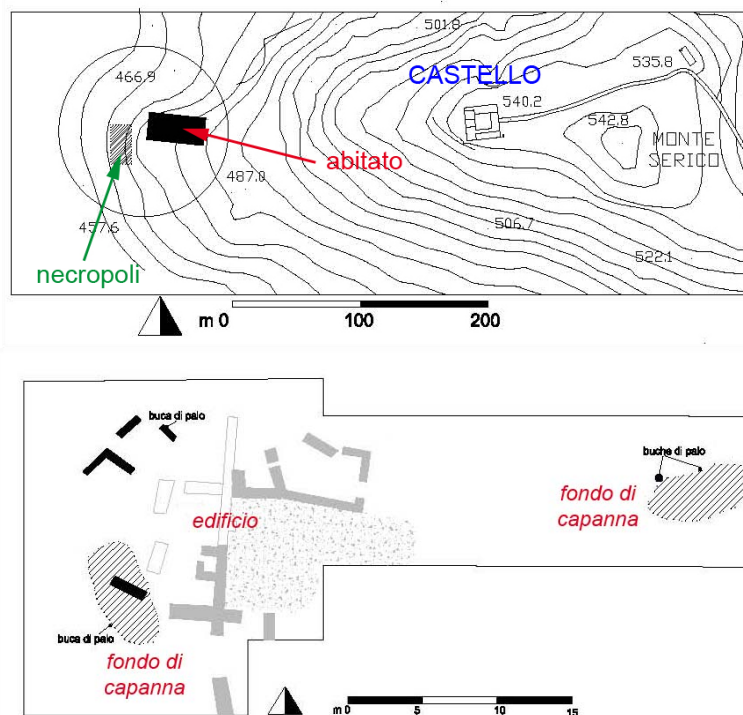 501.8
466.9
CASTELLO
535.8
540.2
542.8
MONTE
SERICO
abitato
487.0
457.6
506.7
522.1
necropoli
m 0 100 200
buca di palo
buche di palo
fondo di
capanna
edificio
buca di palo
fondo di
capanna
m 0 5 10 15